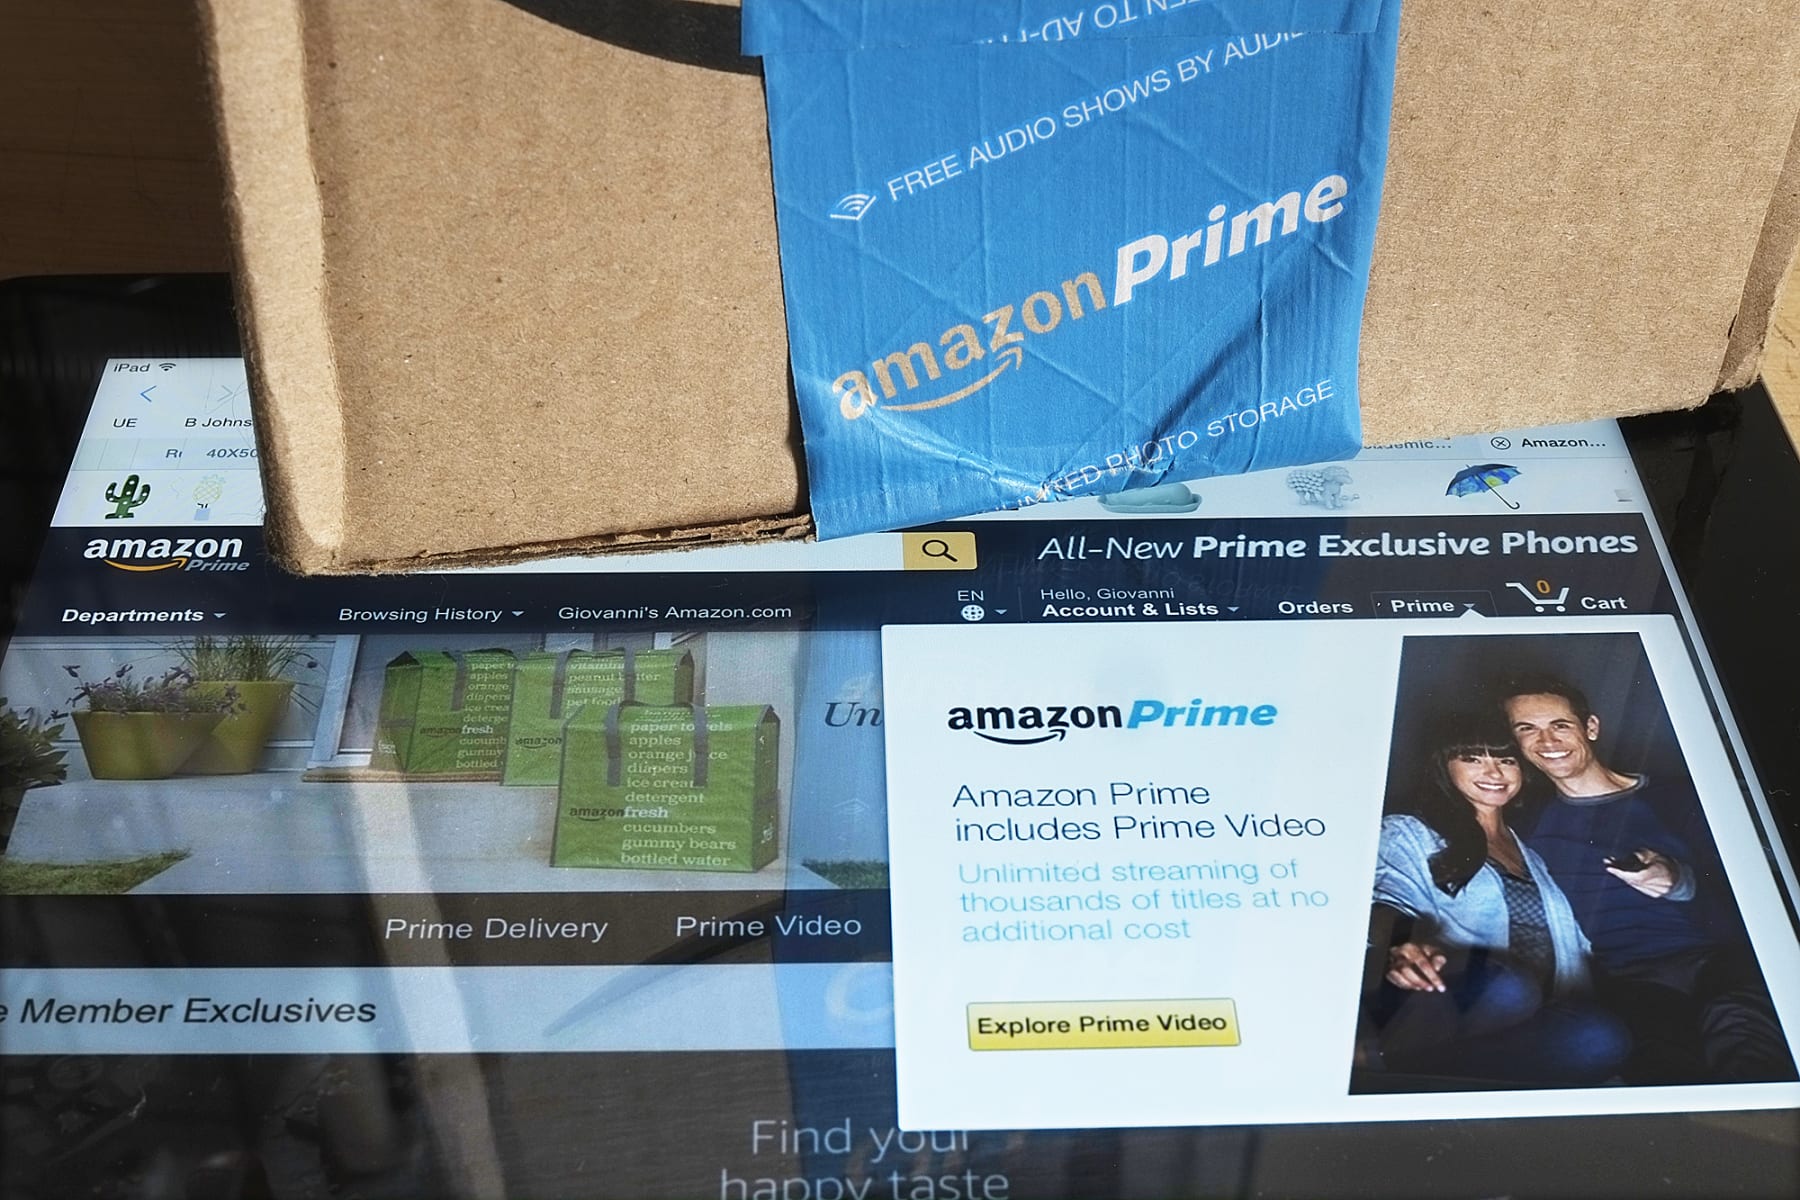 FREE AUDIO SHOWS BY
amazon Prime
PHOTO STORAGE
iPad
UE
B Johns
40X50
Amazon...
amazon
Prime
All-New Prime Exclusive Phones
Departments
Browsing History
Giovanni's Amazon.com
EN
Hello, Giovanni
Account & Lists
Orders
Prime
0
Cart
paper towels
apples
orange juice
diapers
ice cream
detergent
amazonfresh
cucumbers
gummy bears
bottled water
amazon Prime
Amazon Prime
includes Prime Video
Unlimited streaming of
thousands of titles at no
additional cost
Explore Prime Video
Prime Delivery
Prime Video
Member Exclusives
Find your
happy taste